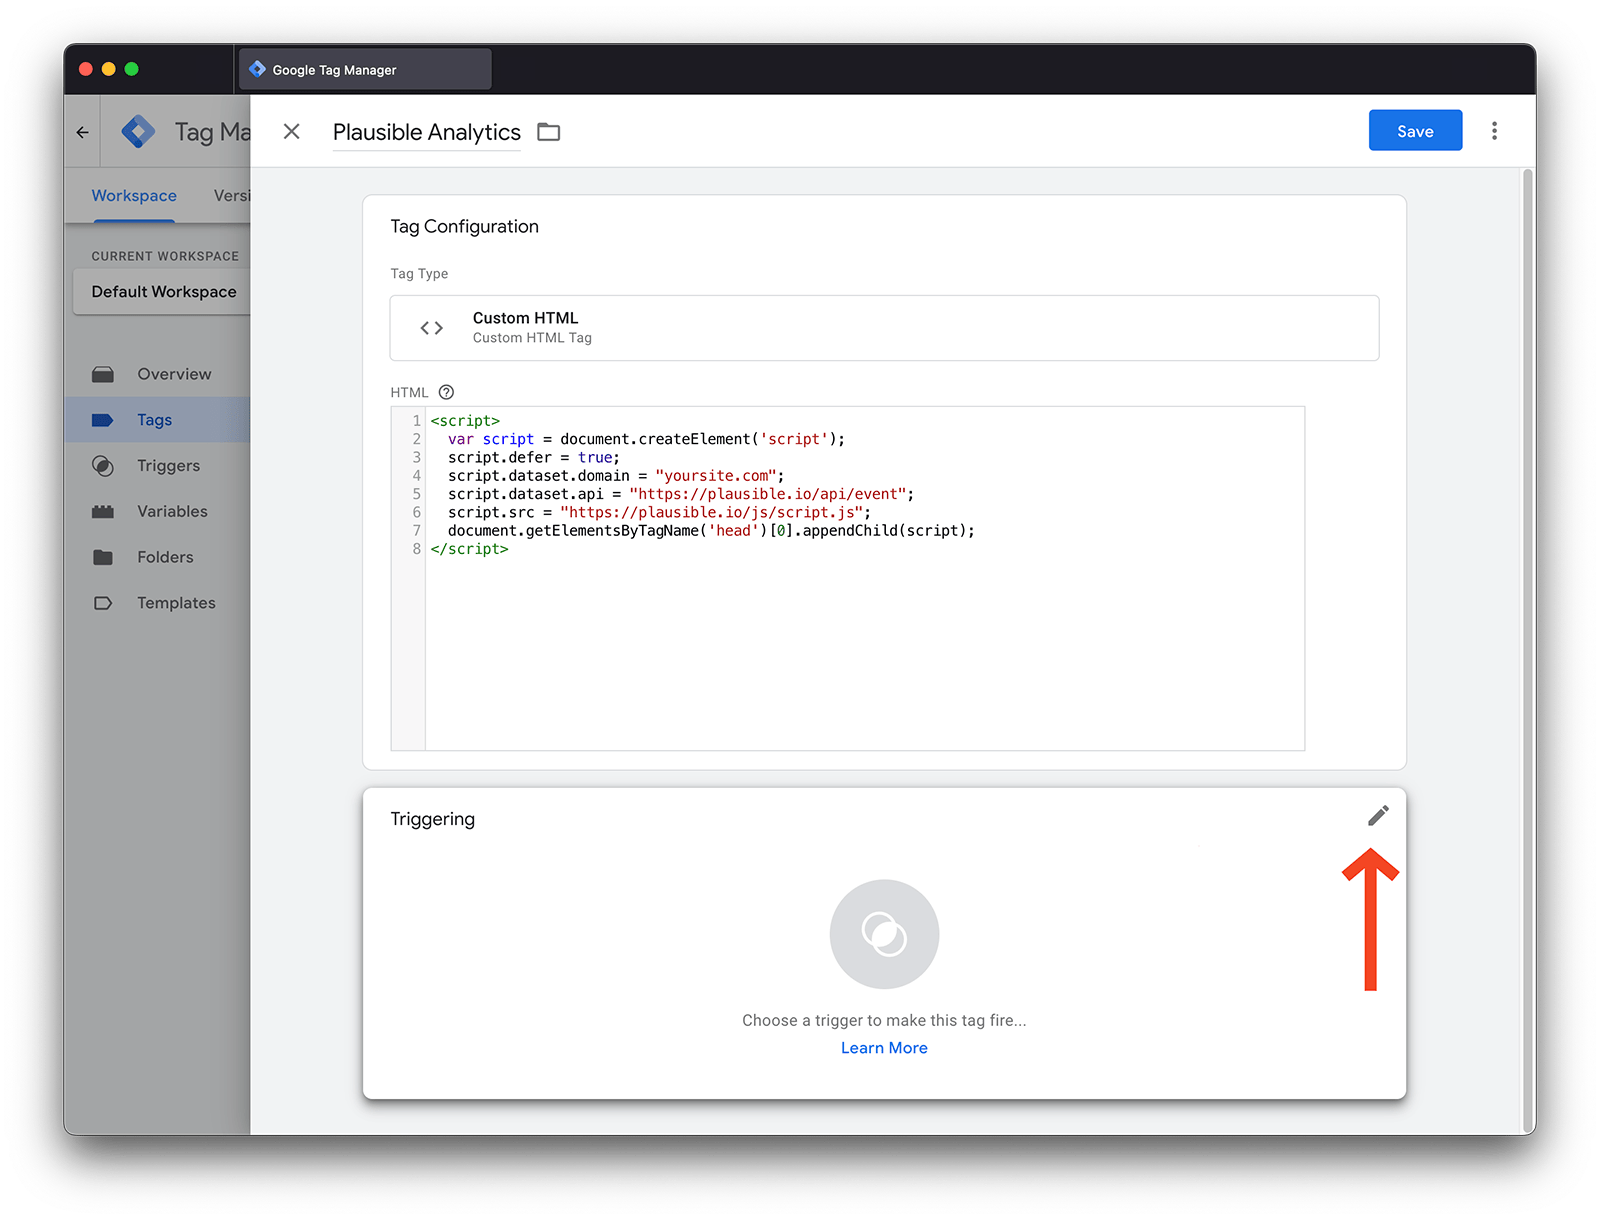 Google Tag Manager
Tag Ma
Plausible Analytics
Save
Workspace
Versi
CURRENT WORKSPACE
Default Workspace
Overview
Tags
Triggers
Variables
Folders
Templates
Tag Configuration
Tag Type
Custom HTML
Custom HTML Tag
HTML
1 <script>
2 var script = document.createElement('script');
3 script.defer = true;
4 script.dataset.domain = "yoursite.com";
5 script.dataset.api = "https://plausible.io/api/event";
6 script.src = "https://plausible.io/js/script.js";
7 document.getElementsByTagName('head')[0].appendChild(script);
8 </script>
Triggering
Choose a trigger to make this tag fire...
Learn More